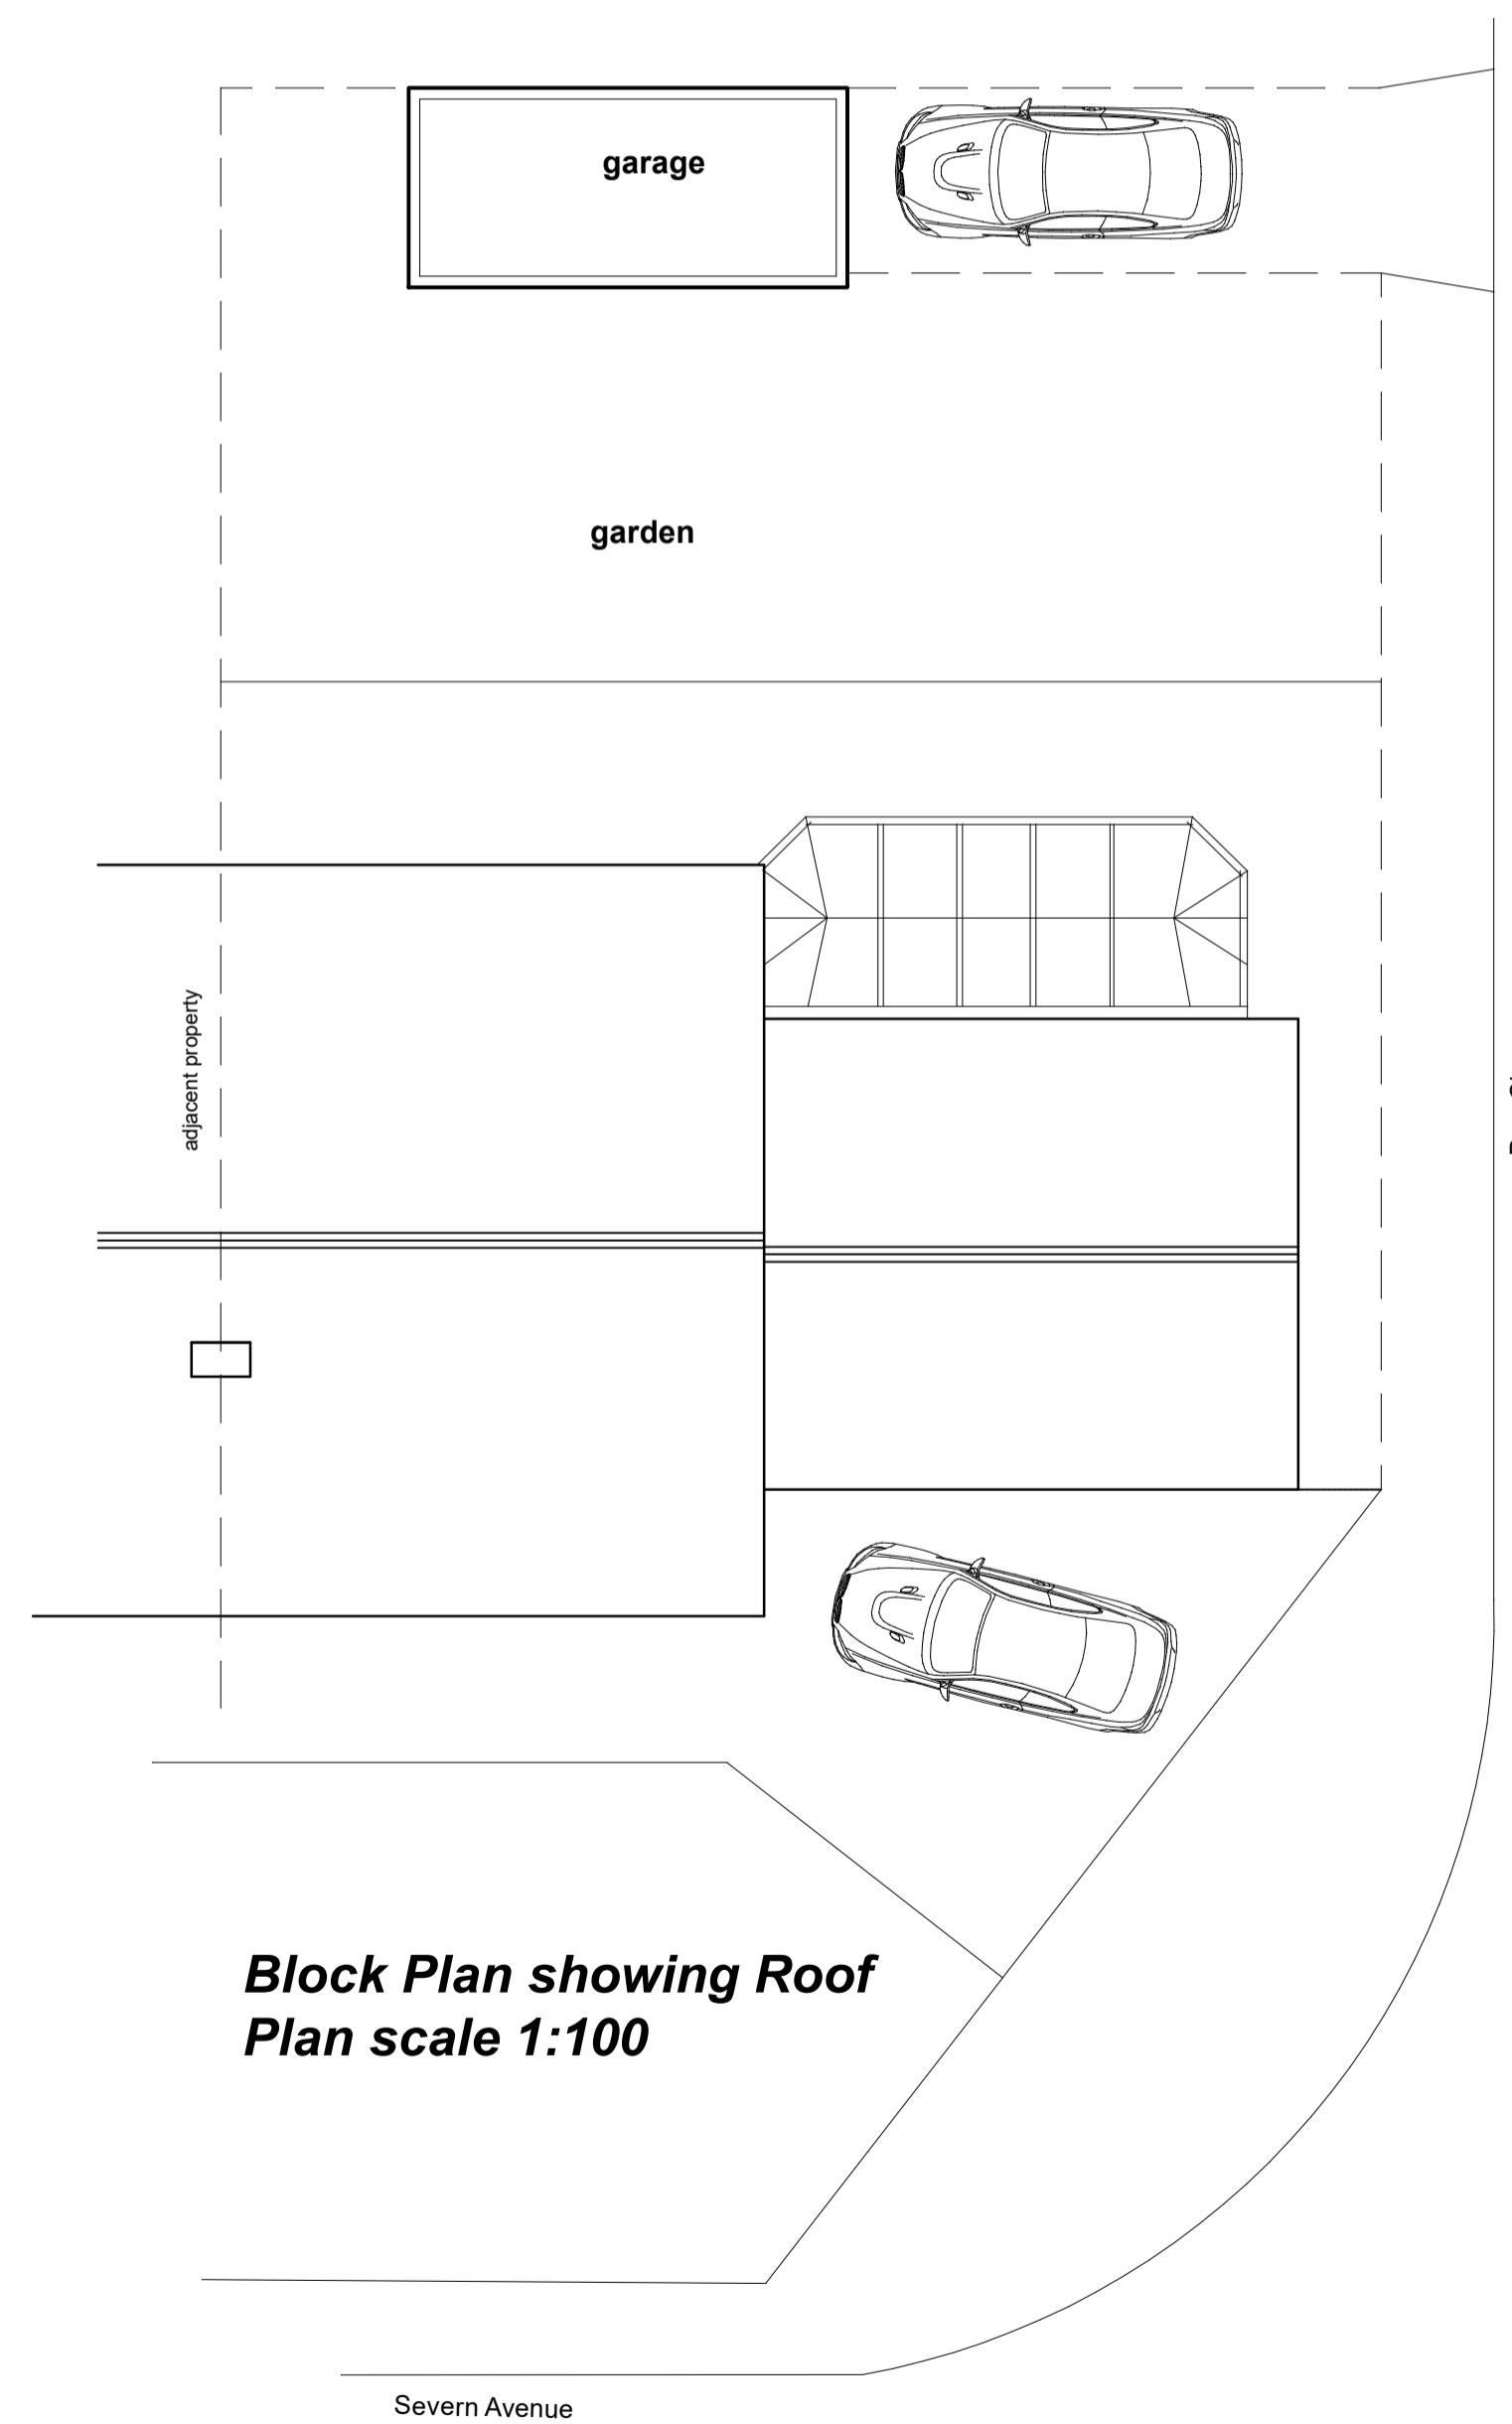 garage
garden
adjacent property
Block Plan showing Roof
Plan scale 1:100
Severn Avenue